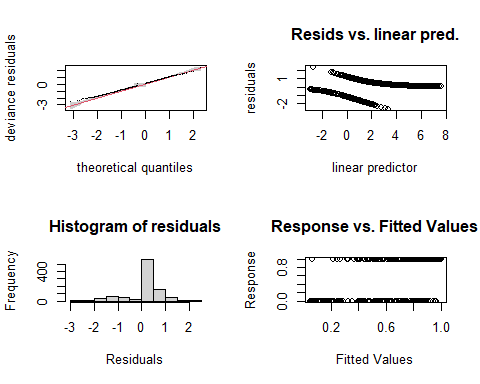 deviance residuals
0
-3
-3 -2 -1 0 1 2
theoretical quantiles
Resids vs. linear pred.
residuals
1
-2
-2 0 2 4 6 8
linear predictor
Histogram of residuals
Frequency
400
0
-3 -2 -1 0 1 2
Residuals
Response vs. Fitted Values
Response
0.8
0.0
0.2 0.6 1.0
Fitted Values